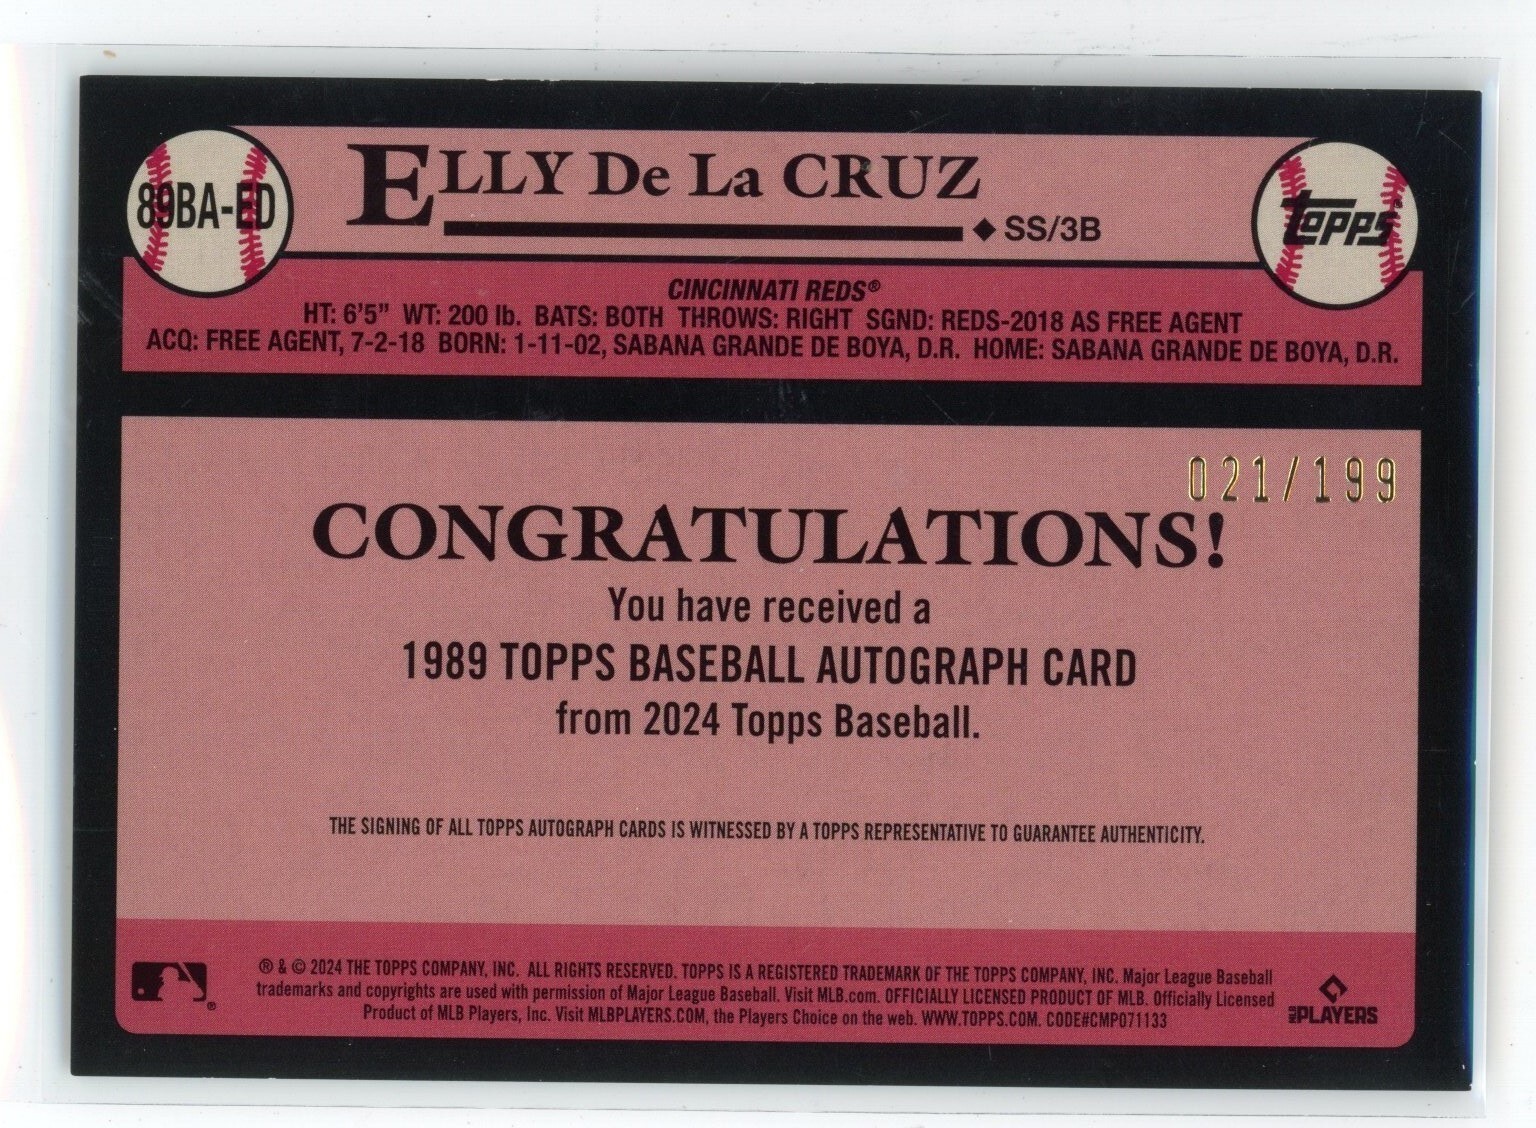 89BA-ED
ELLY De La CRUZ
◆ SS/3B
topps®
CINCINNATI REDS®
HT: 6'5" WT: 200 lb. BATS: BOTH THROWS: RIGHT SGND: REDS-2018 AS FREE AGENT
ACQ: FREE AGENT, 7-2-18 BORN: 1-11-02, SABANA GRANDE DE BOYA, D.R. HOME: SABANA GRANDE DE BOYA, D.R.
021/199
CONGRATULATIONS!
You have received a
1989 TOPPS BASEBALL AUTOGRAPH CARD
from 2024 Topps Baseball.
THE SIGNING OF ALL TOPPS AUTOGRAPH CARDS IS WITNESSED BY A TOPPS REPRESENTATIVE TO GUARANTEE AUTHENTICITY.
® & © 2024 THE TOPPS COMPANY, INC. ALL RIGHTS RESERVED. TOPPS IS A REGISTERED TRADEMARK OF THE TOPPS COMPANY, INC. Major League Baseball
trademarks and copyrights are used with permission of Major League Baseball. Visit MLB.com. OFFICIALLY LICENSED PRODUCT OF MLB. Officially Licensed
Product of MLB Players, Inc. Visit MLBPLAYERS.COM, the Players Choice on the web. WWW.TOPPS.COM. CODE#CMP071133
®
MLB PLAYERS